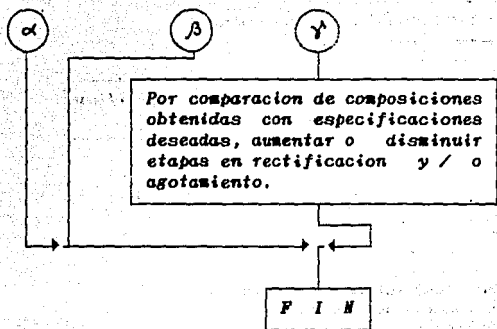 α β γ
Por comparacion de composiciones
obtenidas con especificaciones
deseadas, aumentar o disminuir
etapas en rectificacion y / o
agotamiento.
F I N